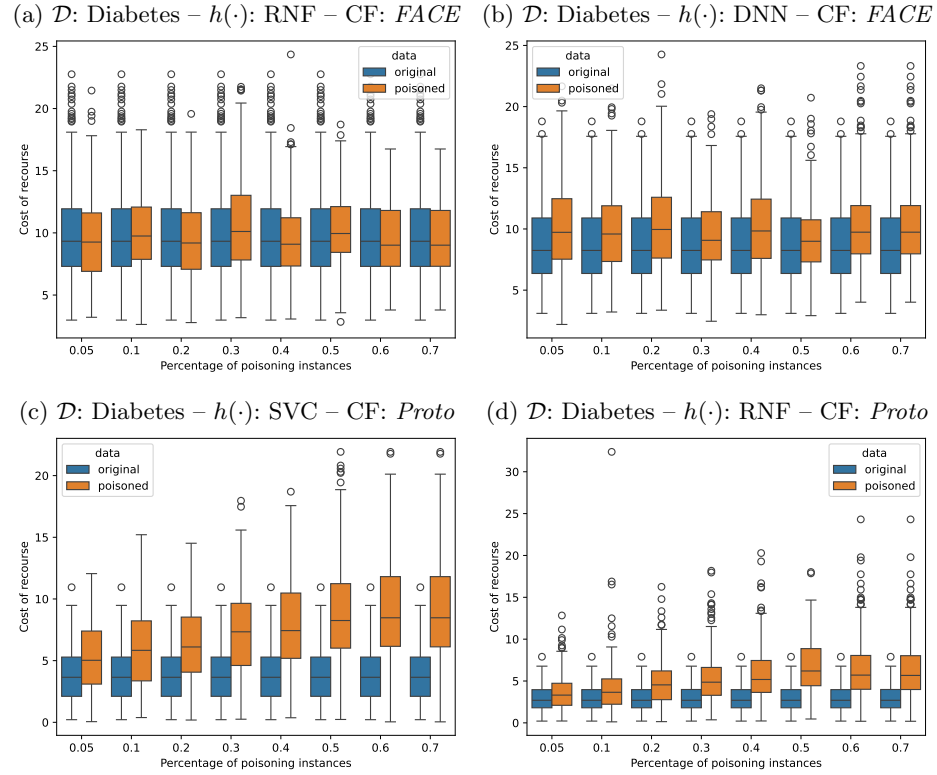 (a) 𝒟: Diabetes – h(·): RNF – CF: FACE
(b) 𝒟: Diabetes – h(·): DNN – CF: FACE
25
20
15
10
5
Cost of recourse
data
original
poisoned
0.05 0.1 0.2 0.3 0.4 0.5 0.6 0.7
Percentage of poisoning instances
25
20
15
10
5
Cost of recourse
data
original
poisoned
0.05 0.1 0.2 0.3 0.4 0.5 0.6 0.7
Percentage of poisoning instances
(c) 𝒟: Diabetes – h(·): SVC – CF: Proto
(d) 𝒟: Diabetes – h(·): RNF – CF: Proto
20
15
10
5
0
Cost of recourse
data
original
poisoned
0.05 0.1 0.2 0.3 0.4 0.5 0.6 0.7
Percentage of poisoning instances
30
25
20
15
10
5
0
Cost of recourse
data
original
poisoned
0.05 0.1 0.2 0.3 0.4 0.5 0.6 0.7
Percentage of poisoning instances